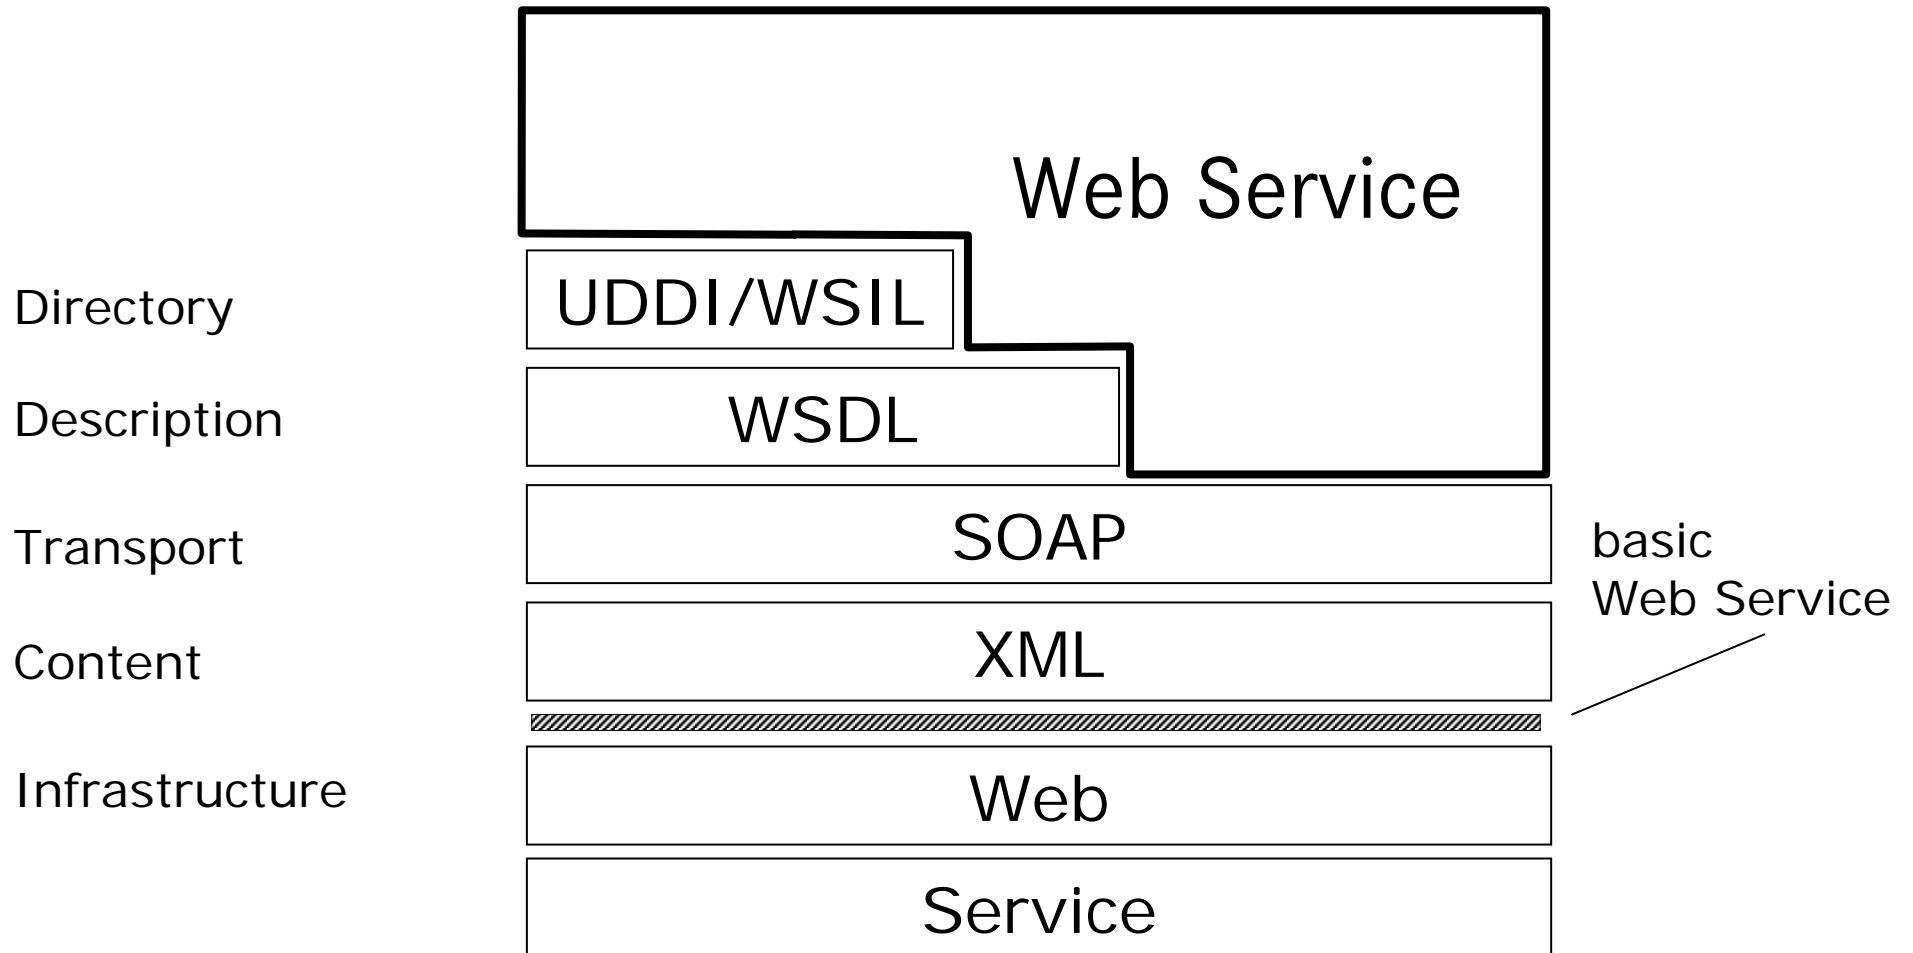 Web Service
Directory
UDDI/WSIL
Description
WSDL
Transport
SOAP
basic
Web Service
Content
XML
Infrastructure
Web
Service